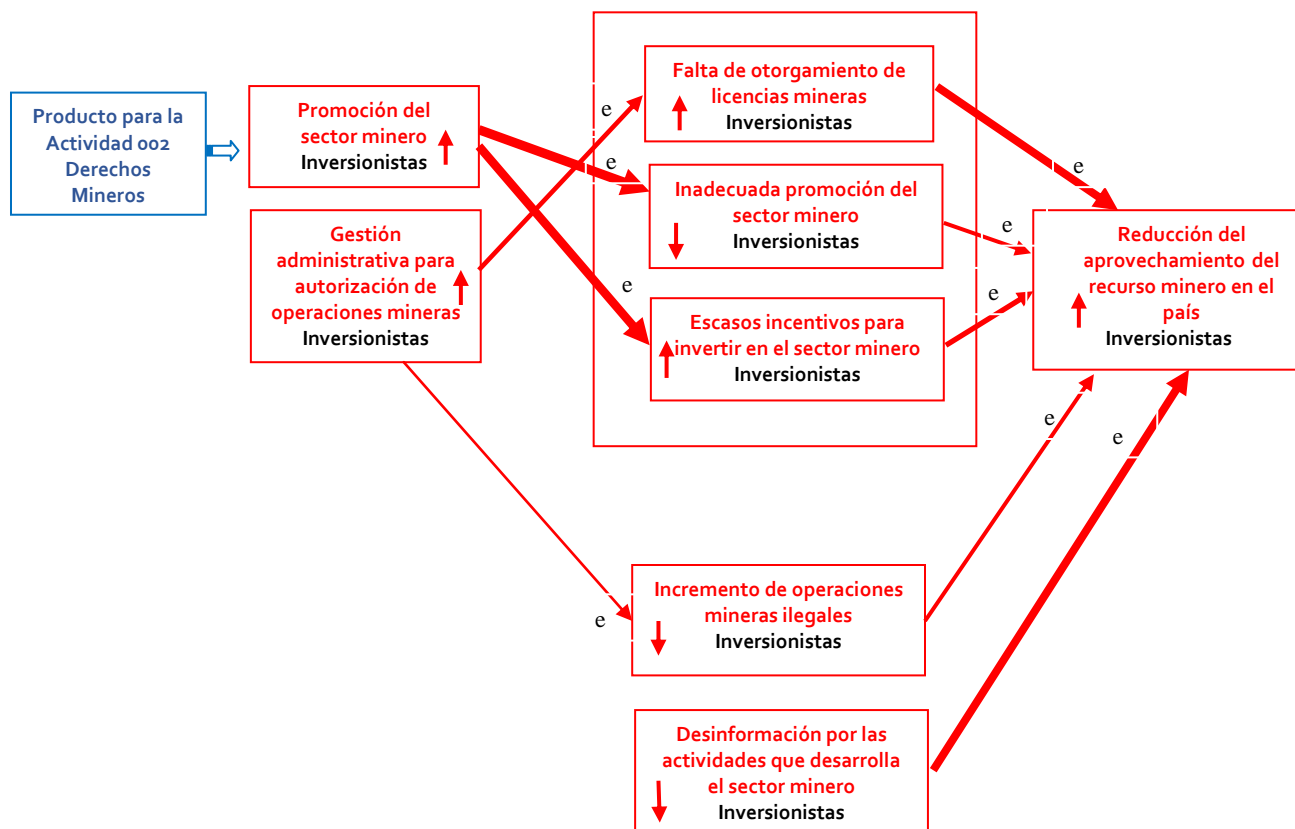 Producto para la
Actividad 002
Derechos
Mineros
Promoción del
sector minero
Inversionistas
Gestión
administrativa para
autorización de
operaciones mineras
Inversionistas
e
e
e
e
Falta de otorgamiento de
licencias mineras
Inversionistas
Inadecuada promoción del
sector minero
Inversionistas
Escasos incentivos para
invertir en el sector minero
Inversionistas
Incremento de operaciones
mineras ilegales
Inversionistas
Desinformación por las
actividades que desarrolla
el sector minero
Inversionistas
e
e
e
e
e
Reducción del
aprovechamiento del
recurso minero en el
país
Inversionistas